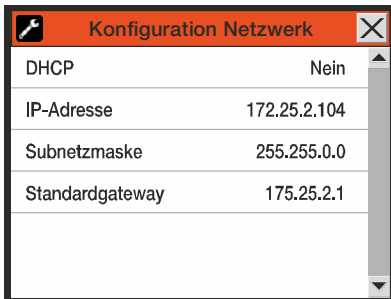 Konfiguration Netzwerk
DHCP Nein
IP-Adresse 172.25.2.104
Subnetzmaske 255.255.0.0
Standardgateway 175.25.2.1